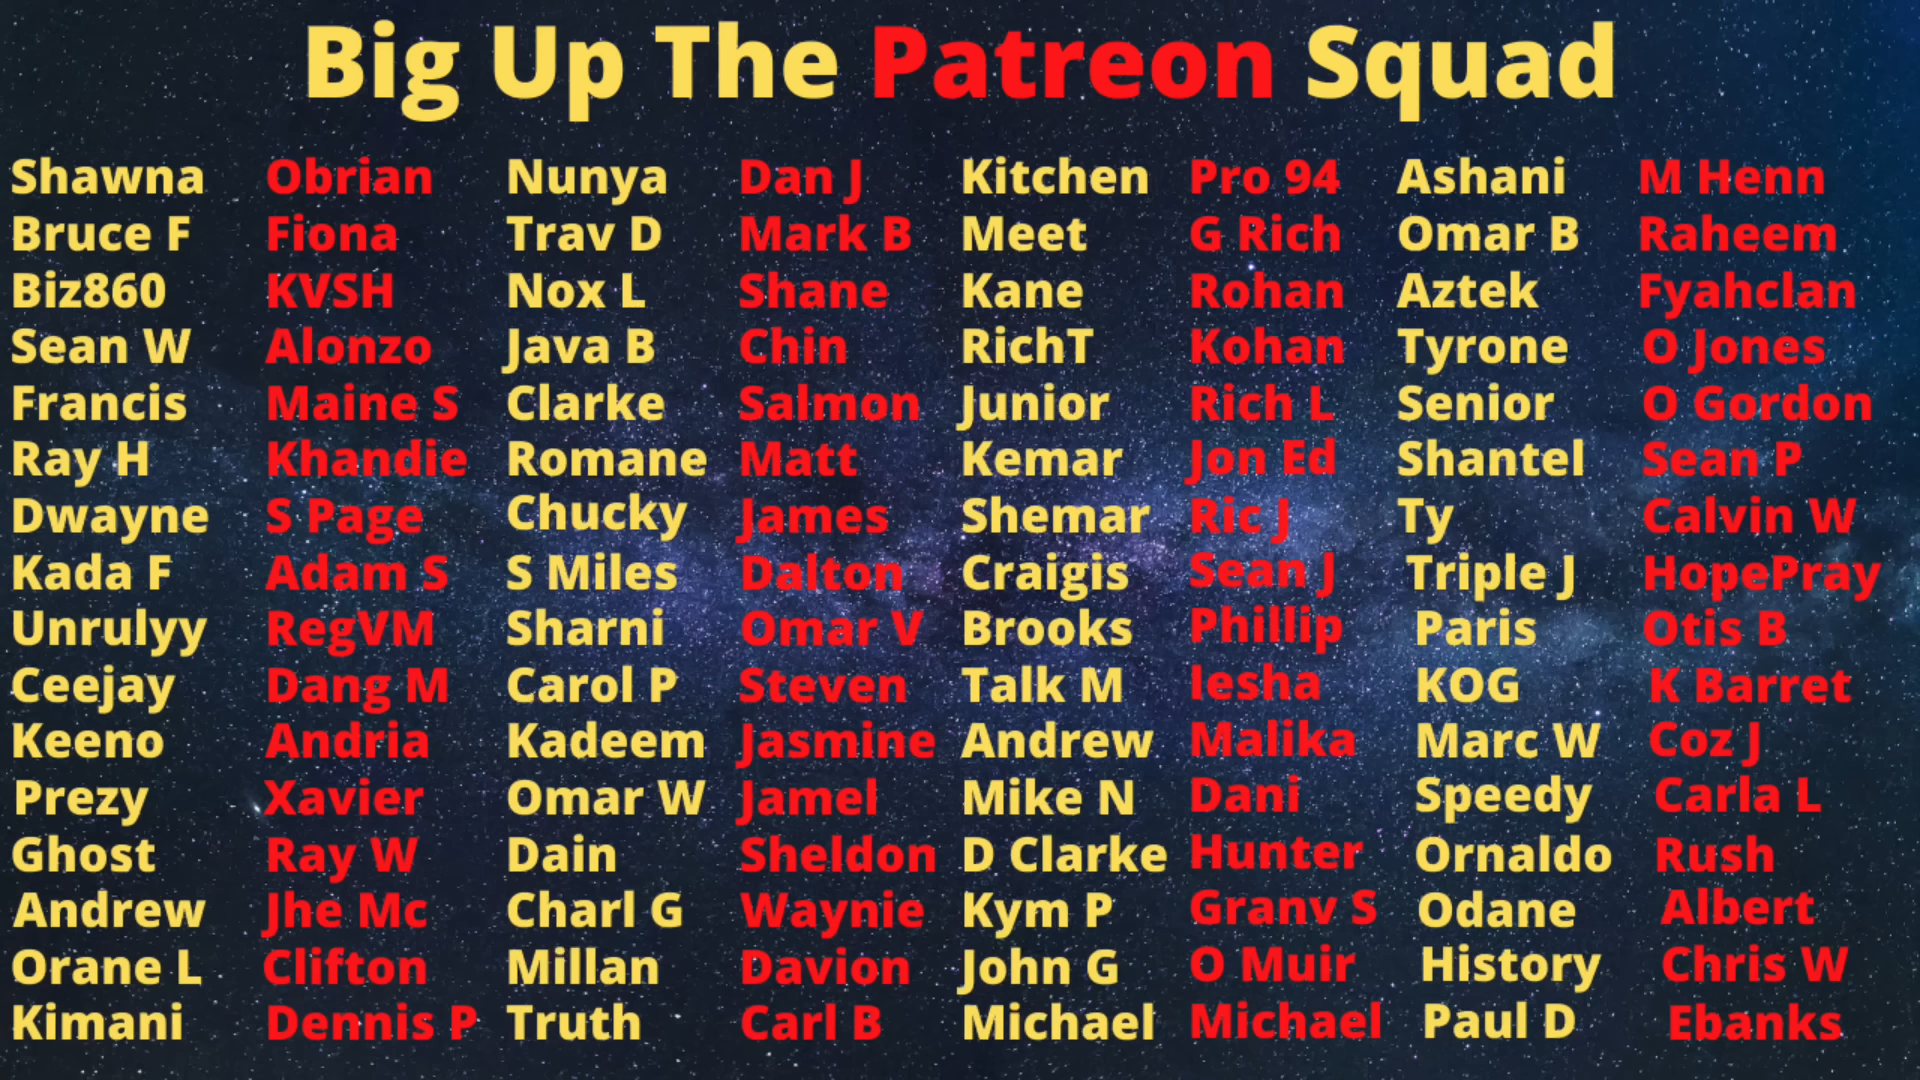 Big Up The Patreon Squad
Shawna Obrian Nunya Dan J Kitchen Pro 94 Ashani M Henn
Bruce F Fiona Trav D Mark B Meet G Rich Omar B Raheem
Biz860 KVSH Nox L Shane Kane Rohan Aztek Fyahclan
Sean W Alonzo Java B Chin RichT Kohan Tyrone O Jones
Francis Maine S Clarke Salmon Junior Rich L Senior O Gordon
Ray H Khandie Romane Matt Kemar Jon Ed Shantel Sean P
Dwayne S Page Chucky James Shemar Ric J Ty Calvin W
Kada F Adam S S Miles Dalton Craigis Sean J Triple J HopePray
Unrulyy RegVM Sharni Omar V Brooks Phillip Paris Otis B
Ceejay Dang M Carol P Steven Talk M Iesha KOG K Barret
Keeno Andria Kadeem Jasmine Andrew Malika Marc W Coz J
Prezy Xavier Omar W Jamel Mike N Dani Speedy Carla L
Ghost Ray W Dain Sheldon D Clarke Hunter Ornaldo Rush
Andrew Jhe Mc Charl G Waynie Kym P Granv S Odane Albert
Orane L Clifton Millan Davion John G O Muir History Chris W
Kimani Dennis P Truth Carl B Michael Michael Paul D Ebanks